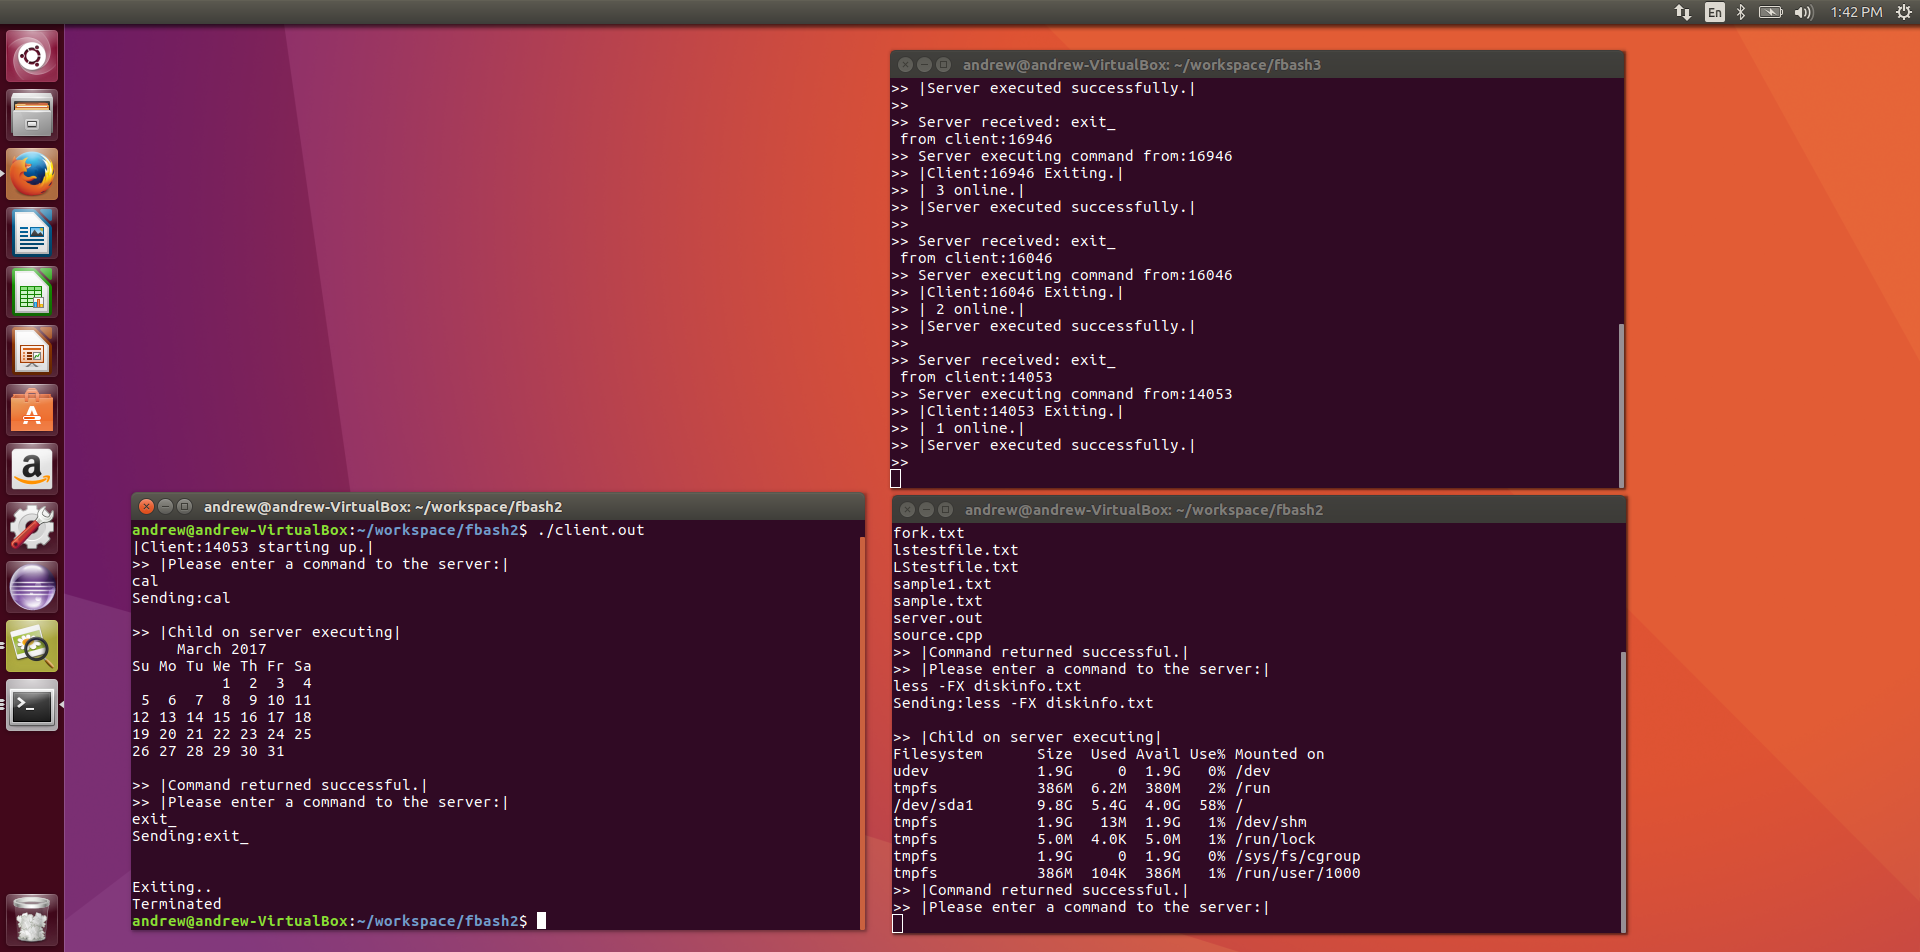 En 1:42 PM
andrew@andrew-VirtualBox: ~/workspace/fbash3
>> |Server executed successfully.|
>>
>> Server received: exit_
 from client:16946
>> Server executing command from:16946
>> |Client:16946 Exiting.|
>> | 3 online.|
>> |Server executed successfully.|
>>
>> Server received: exit_
 from client:16046
>> Server executing command from:16046
>> |Client:16046 Exiting.|
>> | 2 online.|
>> |Server executed successfully.|
>>
>> Server received: exit_
 from client:14053
>> Server executing command from:14053
>> |Client:14053 Exiting.|
>> | 1 online.|
>> |Server executed successfully.|
>>
andrew@andrew-VirtualBox: ~/workspace/fbash2
andrew@andrew-VirtualBox:~/workspace/fbash2$ ./client.out
|Client:14053 starting up.|
>> |Please enter a command to the server:|
cal
Sending:cal
>> |Child on server executing|
     March 2017
Su Mo Tu We Th Fr Sa
          1  2  3  4
 5  6  7  8  9 10 11
12 13 14 15 16 17 18
19 20 21 22 23 24 25
26 27 28 29 30 31
>> |Command returned successful.|
>> |Please enter a command to the server:|
exit_
Sending:exit_
Exiting..
Terminated
andrew@andrew-VirtualBox:~/workspace/fbash2$
andrew@andrew-VirtualBox: ~/workspace/fbash2
fork.txt
lstestfile.txt
LStestfile.txt
sample1.txt
sample.txt
server.out
source.cpp
>> |Command returned successful.|
>> |Please enter a command to the server:|
less -FX diskinfo.txt
Sending:less -FX diskinfo.txt
>> |Child on server executing|
Filesystem      Size  Used Avail Use% Mounted on
udev            1.9G     0  1.9G   0% /dev
tmpfs           386M  6.2M  380M   2% /run
/dev/sda1       9.8G  5.4G  4.0G  58% /
tmpfs           1.9G   13M  1.9G   1% /dev/shm
tmpfs           5.0M  4.0K  5.0M   1% /run/lock
tmpfs           1.9G     0  1.9G   0% /sys/fs/cgroup
tmpfs           386M  104K  386M   1% /run/user/1000
>> |Command returned successful.|
>> |Please enter a command to the server:|